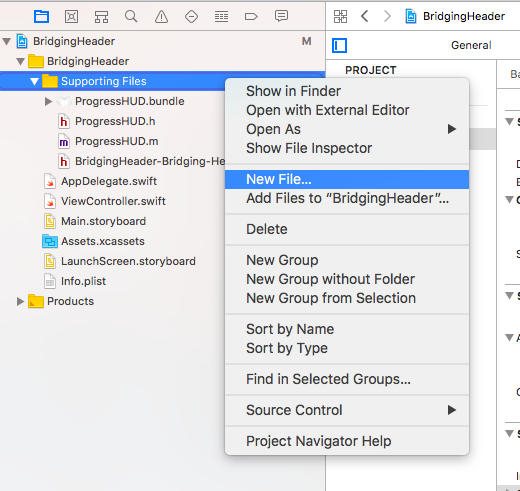 BridgingHeader
BridgingHeader M
General
BridgingHeader
PROJECT
Supporting Files
ProgressHUD.bundle
ProgressHUD.h
ProgressHUD.m
BridgingHeader-Bridging-He
AppDelegate.swift
ViewController.swift
Main.storyboard
Assets.xcassets
LaunchScreen.storyboard
Info.plist
Products
Show in Finder
Open with External Editor
Open As
Show File Inspector
New File...
Add Files to “BridgingHeader”...
Delete
New Group
New Group without Folder
New Group from Selection
Sort by Name
Sort by Type
Find in Selected Groups...
Source Control
Project Navigator Help
Ba